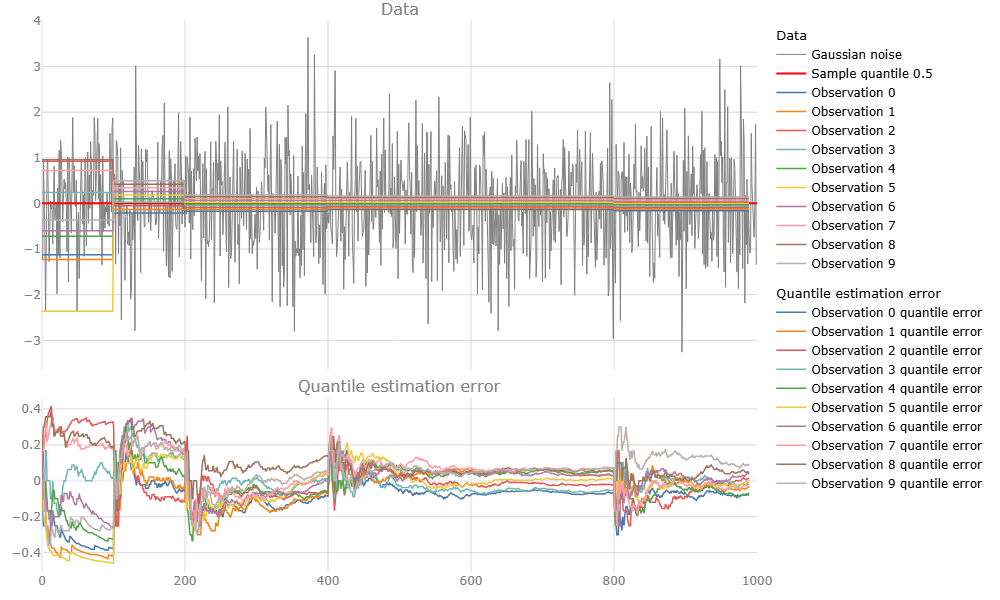 Data
4
3
2
1
0
−1
−2
−3
Quantile estimation error
0.4
0.2
0
−0.2
−0.4
0 200 400 600 800 1000
Data
Gaussian noise
Sample quantile 0.5
Observation 0
Observation 1
Observation 2
Observation 3
Observation 4
Observation 5
Observation 6
Observation 7
Observation 8
Observation 9
Quantile estimation error
Observation 0 quantile error
Observation 1 quantile error
Observation 2 quantile error
Observation 3 quantile error
Observation 4 quantile error
Observation 5 quantile error
Observation 6 quantile error
Observation 7 quantile error
Observation 8 quantile error
Observation 9 quantile error